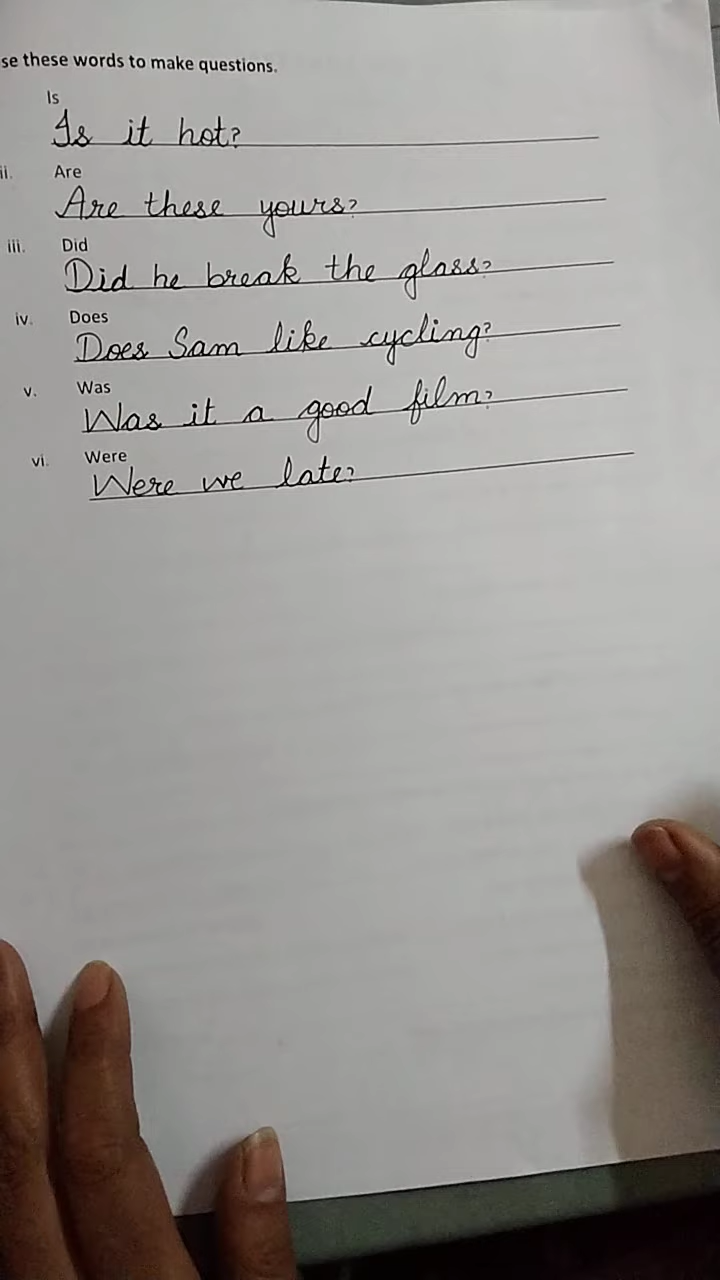 se these words to make questions.
Is
Is it hot?
ii. Are
Are these yours?
iii. Did
Did he break the glass?
iv. Does
Does Sam like cycling?
v. Was
Was it a good film?
vi. Were
Were we late?